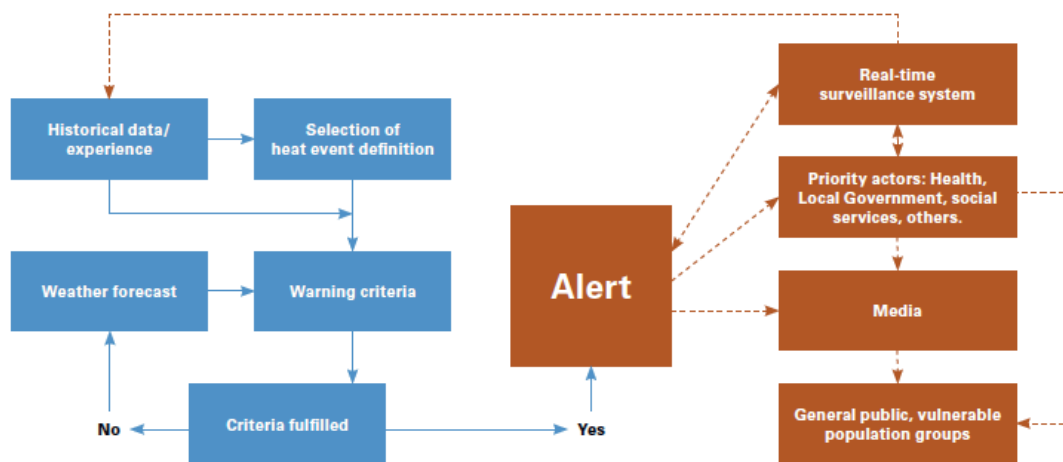 Real-time
surveillance system
Historical data/
experience
Selection of
heat event definition
Priority actors: Health,
Local Government, social
services, others.
Weather forecast
Warning criteria
Alert
Media
No
Criteria fulfilled
Yes
General public, vulnerable
population groups